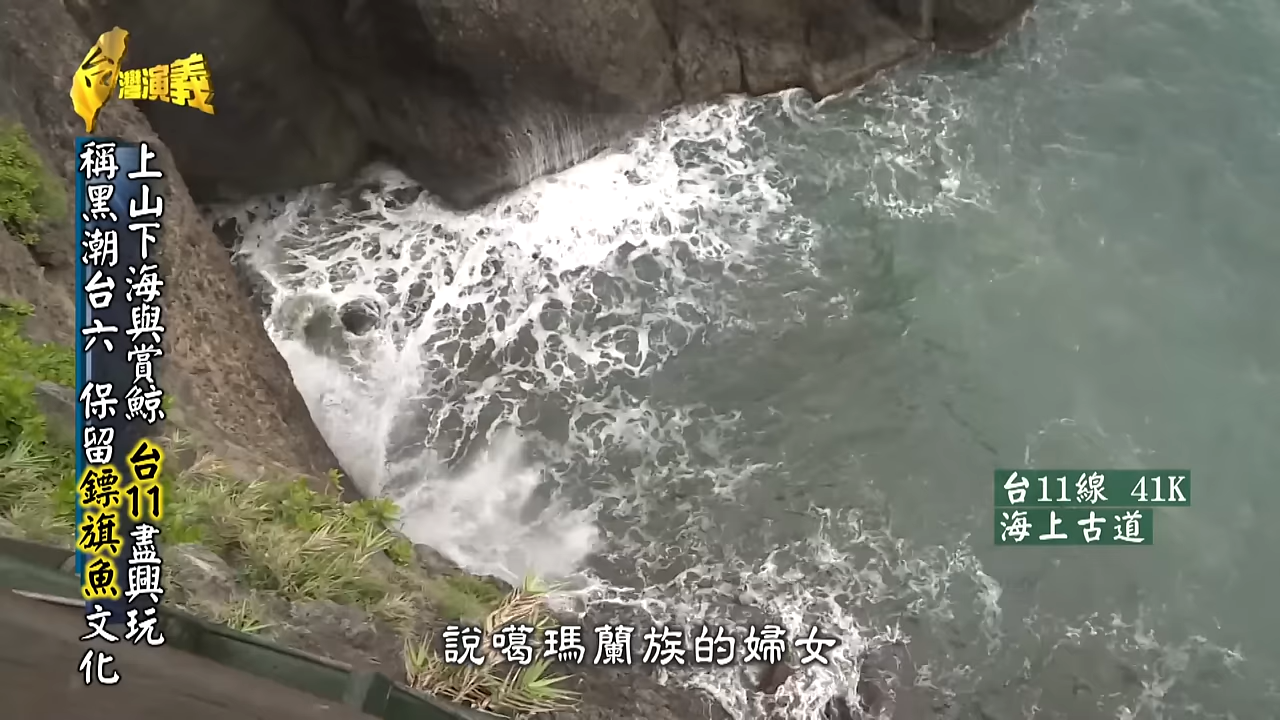 台灣演義
上山下海與賞鯨 台11盡興玩
稱黑潮台六 保留鏢旗魚文化
台11線 41K
海上古道
說噶瑪蘭族的婦女